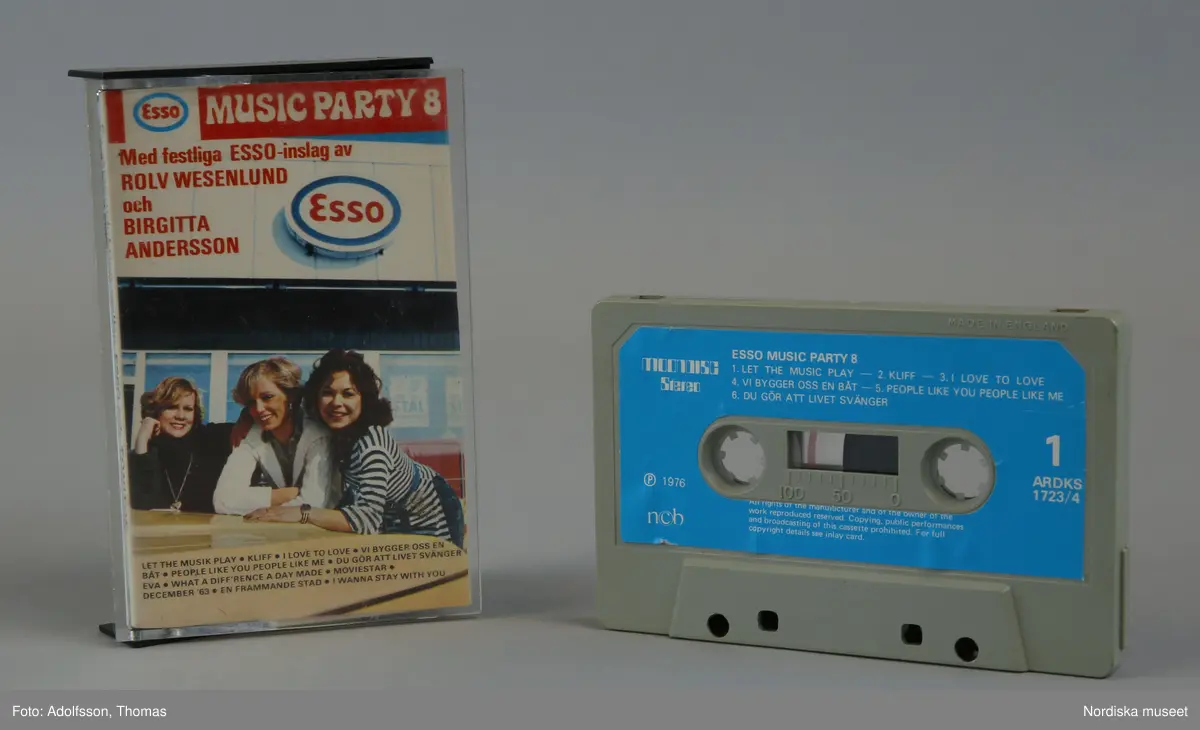 Esso
MUSIC PARTY 8
Med festliga ESSO-inslag av
ROLV WESENLUND
och
BIRGITTA
ANDERSSON
Esso
LET THE MUSIK PLAY • KLIFF • I LOVE TO LOVE • VI BYGGER OSS EN
BÅT • PEOPLE LIKE YOU PEOPLE LIKE ME • DU GÖR ATT LIVET SVÄNGER
EVA • WHAT A DIFF'RENCE A DAY MADE • MOVIESTAR •
DECEMBER '63 • EN FRAMMANDE STAD • I WANNA STAY WITH YOU
MADE IN ENGLAND
MOONDISC
Stereo
ESSO MUSIC PARTY 8
1. LET THE MUSIC PLAY — 2. KLIFF — 3. I LOVE TO LOVE
4. VI BYGGER OSS EN BÅT — 5. PEOPLE LIKE YOU PEOPLE LIKE ME
6. DU GÖR ATT LIVET SVÄNGER
1
ARDKS
1723/4
Ⓟ 1976
ncb
100 50 0
All rights of the manufacturer and of the owner of the
work reproduced reserved. Copying, public performances
and broadcasting of this cassette prohibited. For full
copyright details see inlay card.
Foto: Adolfsson, Thomas
Nordiska museet